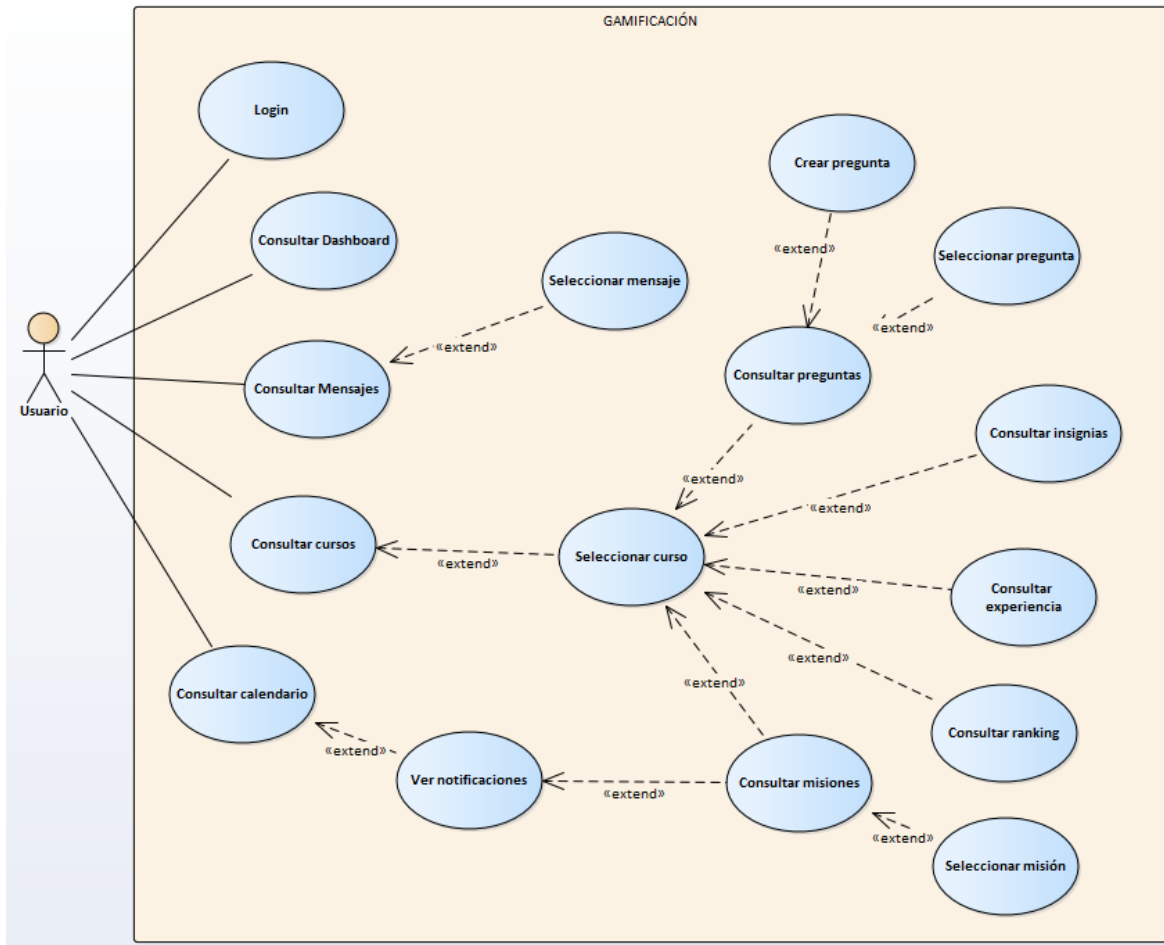 GAMIFICACIÓN
Login
Crear pregunta
Consultar Dashboard
«extend»
Seleccionar pregunta
Seleccionar mensaje
«extend»
«extend»
Consultar preguntas
Consultar Mensajes
Usuario
Consultar insignias
«extend»
«extend»
Consultar cursos
«extend»
Seleccionar curso
«extend»
Consultar
experiencia
«extend»
«extend»
Consultar calendario
Consultar ranking
«extend»
Ver notificaciones
«extend»
Consultar misiones
«extend»
Seleccionar misión